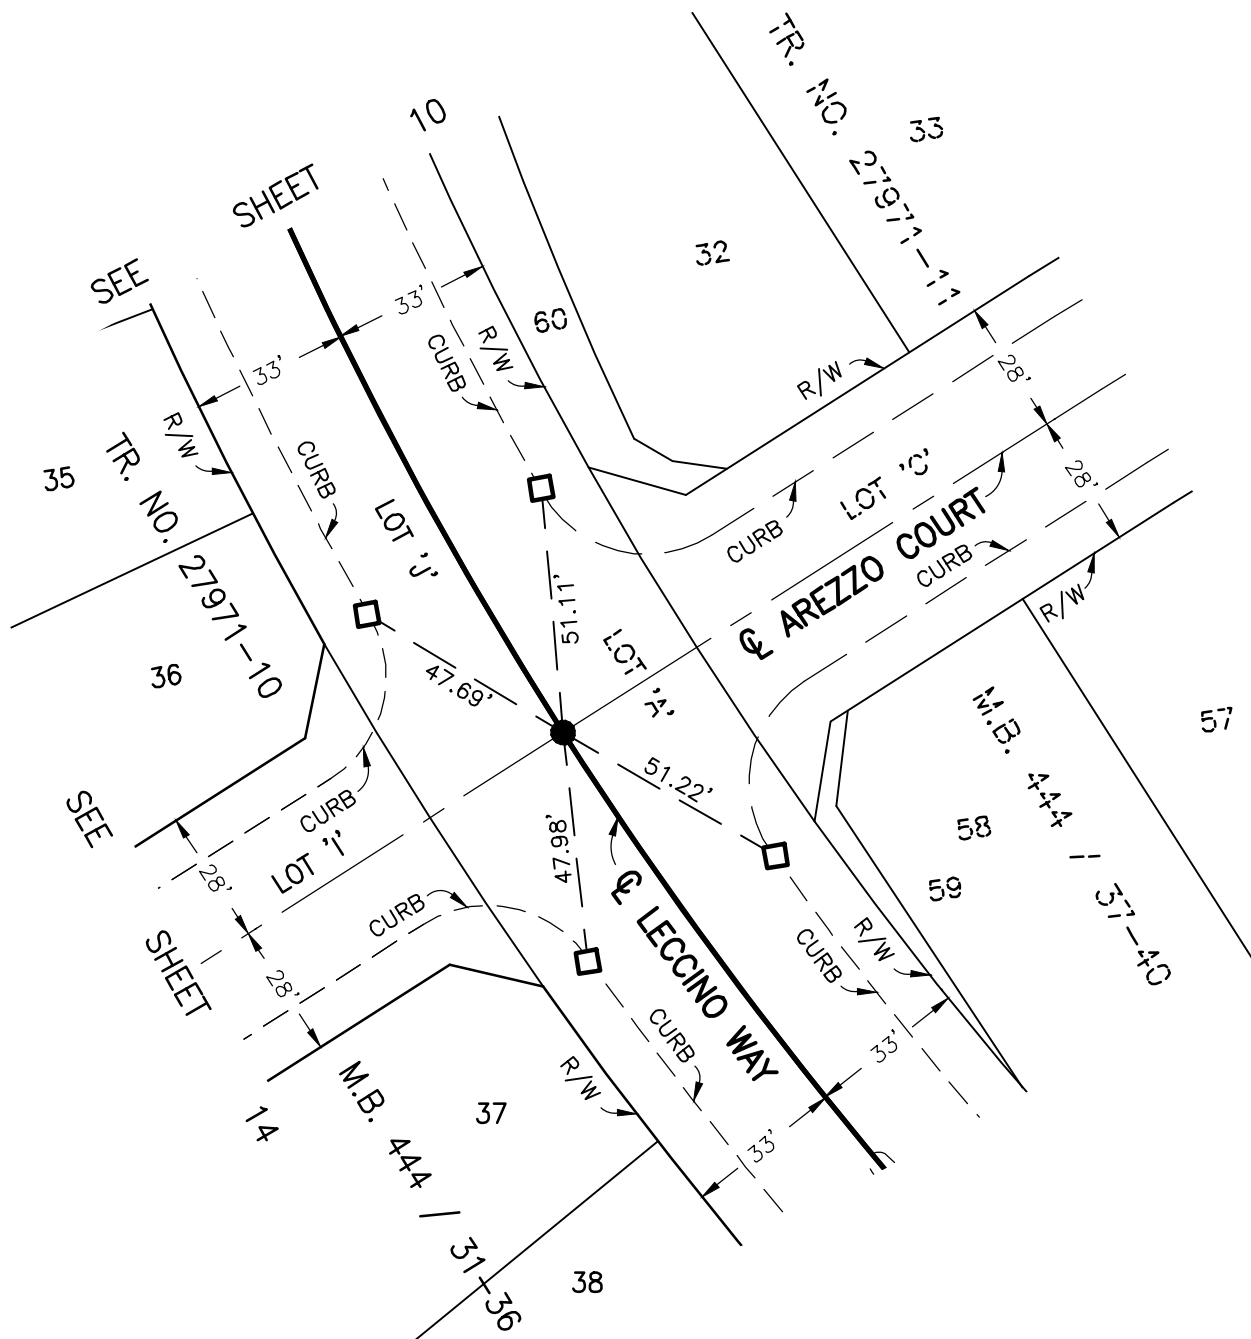 10
TR. NO. 27971-11
33
SHEET
SEE
32
33'
33'
60
CURB
R/W
R/W
28'
R/W
35
TR. NO. 27971-10
CURB
LOT 'J'
LOT 'C'
CURB
28'
℄ AREZZO COURT
CURB
R/W
51.11'
LOT 'A'
36
47.69'
M.B. 444 / 37-40
57
51.22'
SEE
CURB
LOT 'I'
28'
47.98'
58
59
CURB
℄ LECCINO WAY
R/W
CURB
SHEET
28'
CURB
33'
R/W
14
M.B. 444 / 31-36
37
33'
38